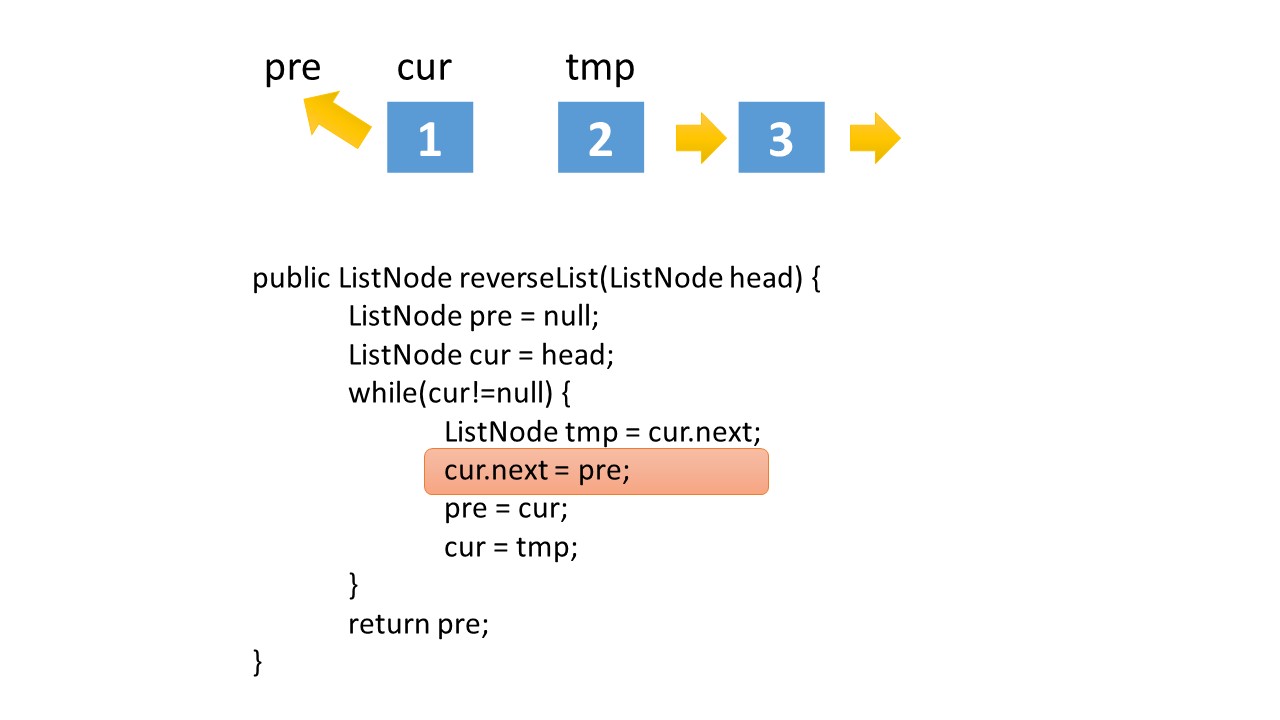 pre cur tmp
1 2 3
public ListNode reverseList(ListNode head) {
ListNode pre = null;
ListNode cur = head;
while(cur!=null) {
ListNode tmp = cur.next;
cur.next = pre;
pre = cur;
cur = tmp;
}
return pre;
}